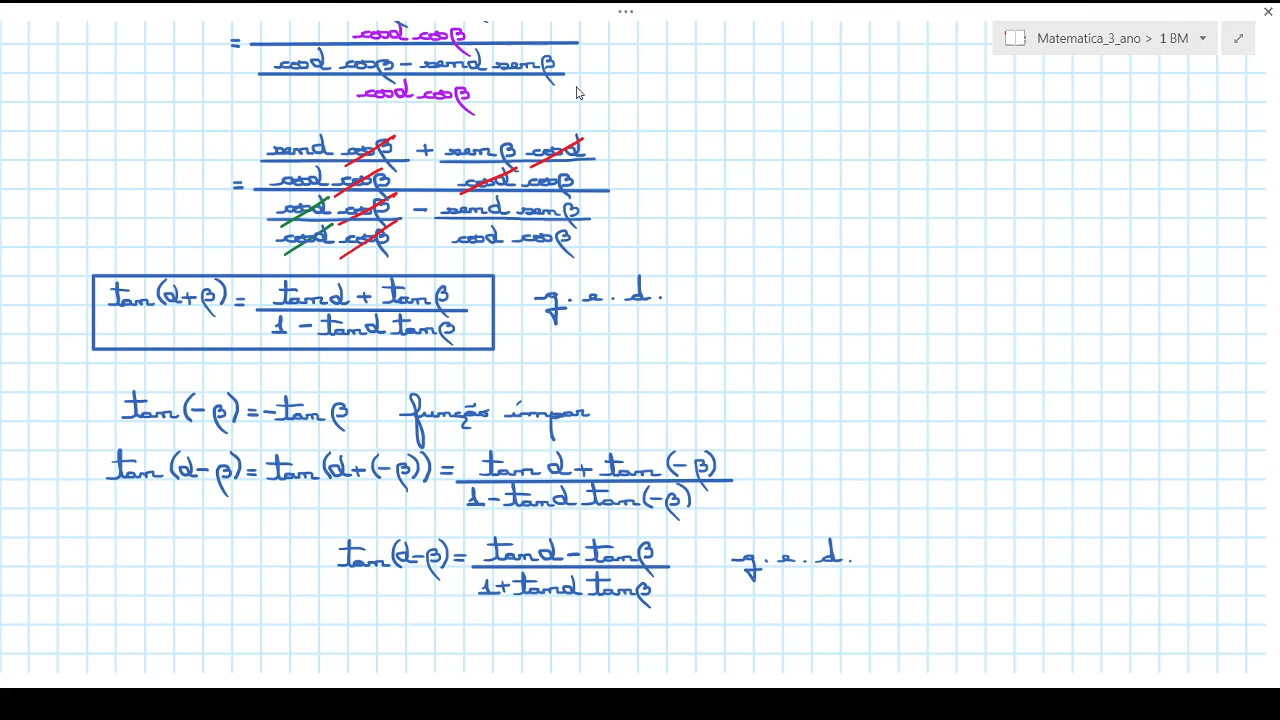 Matematica_3_ano > 1 BM
cosα cosβ
=
cosα cosβ - senα senβ
cosα cosβ
senα cosβ + senβ cosα
cosα cosβ cosα cosβ
=
cosα cosβ - senα senβ
cosα cosβ cosα cosβ
tan(α+β) = tanα + tanβ q.e.d.
1 - tanα tanβ
tan(-β) = -tan β função ímpar
tan(α-β) = tan(α+(-β)) = tan α + tan(-β)
1 - tanα tan(-β)
tan(α-β) = tanα - tanβ q.e.d.
1 + tanα tanβ